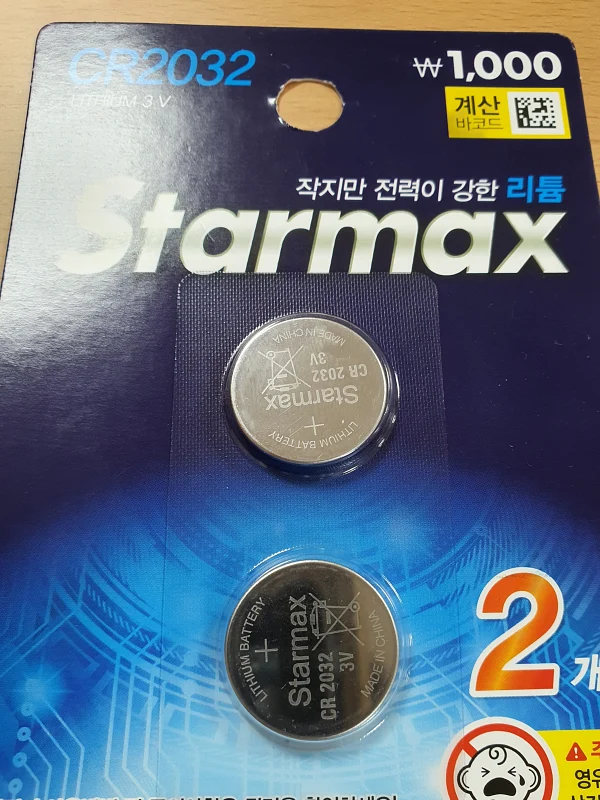 CR2032
LITHIUM 3 V
₩1,000
계산
바코드
작지만 전력이 강한 리튬
Starmax
MADE IN CHINA
3V
CR 2032
Starmax
+
LITHIUM BATTERY
LITHIUM BATTERY
+
Starmax
CR 2032
3V
MADE IN CHINA
2개